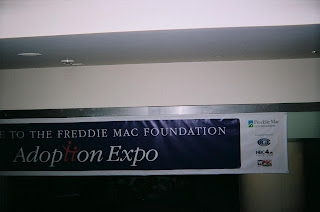 E TO THE FREDDIE MAC FOUNDATION
Adoption Expo
Freddie Mac